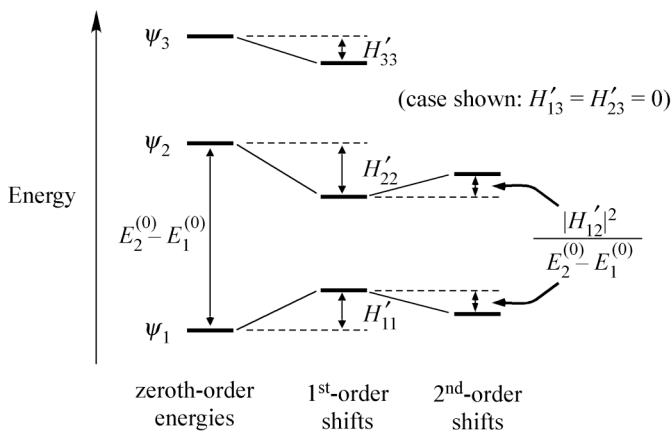 ψ₃
H′₃₃
(case shown: H′₁₃ = H′₂₃ = 0)
ψ₂
H′₂₂
Energy
E₂⁽⁰⁾ – E₁⁽⁰⁾
|H′₁₂|²
E₂⁽⁰⁾ – E₁⁽⁰⁾
ψ₁
H′₁₁
zeroth-order 1ˢᵗ-order 2ⁿᵈ-order
energies shifts shifts